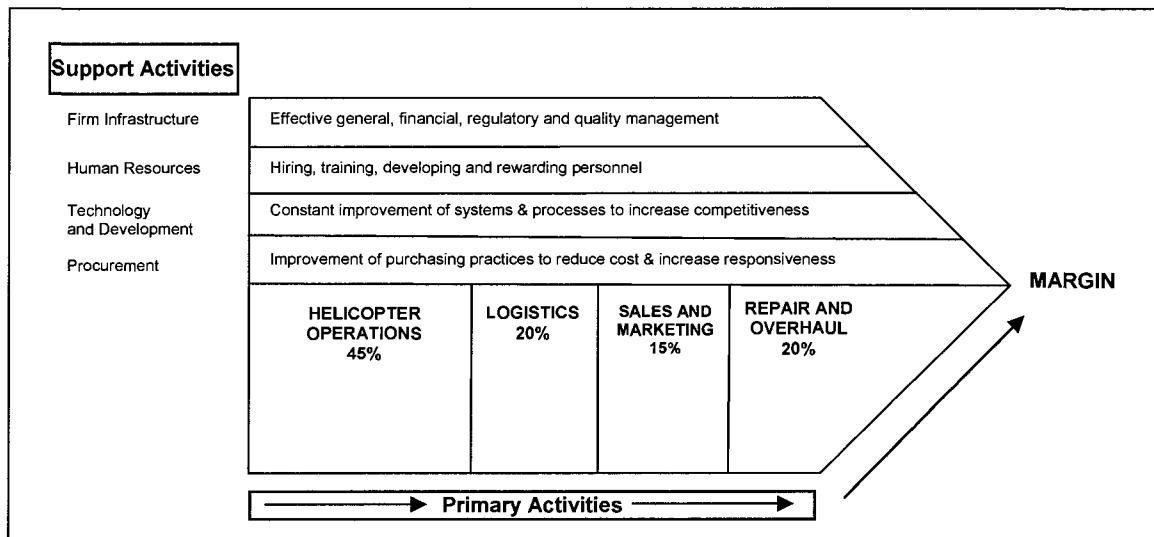 Support Activities
Firm Infrastructure
Effective general, financial, regulatory and quality management
Human Resources
Hiring, training, developing and rewarding personnel
Technology
and Development
Constant improvement of systems & processes to increase competitiveness
Procurement
Improvement of purchasing practices to reduce cost & increase responsiveness
MARGIN
HELICOPTER
OPERATIONS
45%
LOGISTICS
20%
SALES AND
MARKETING
15%
REPAIR AND
OVERHAUL
20%
Primary Activities